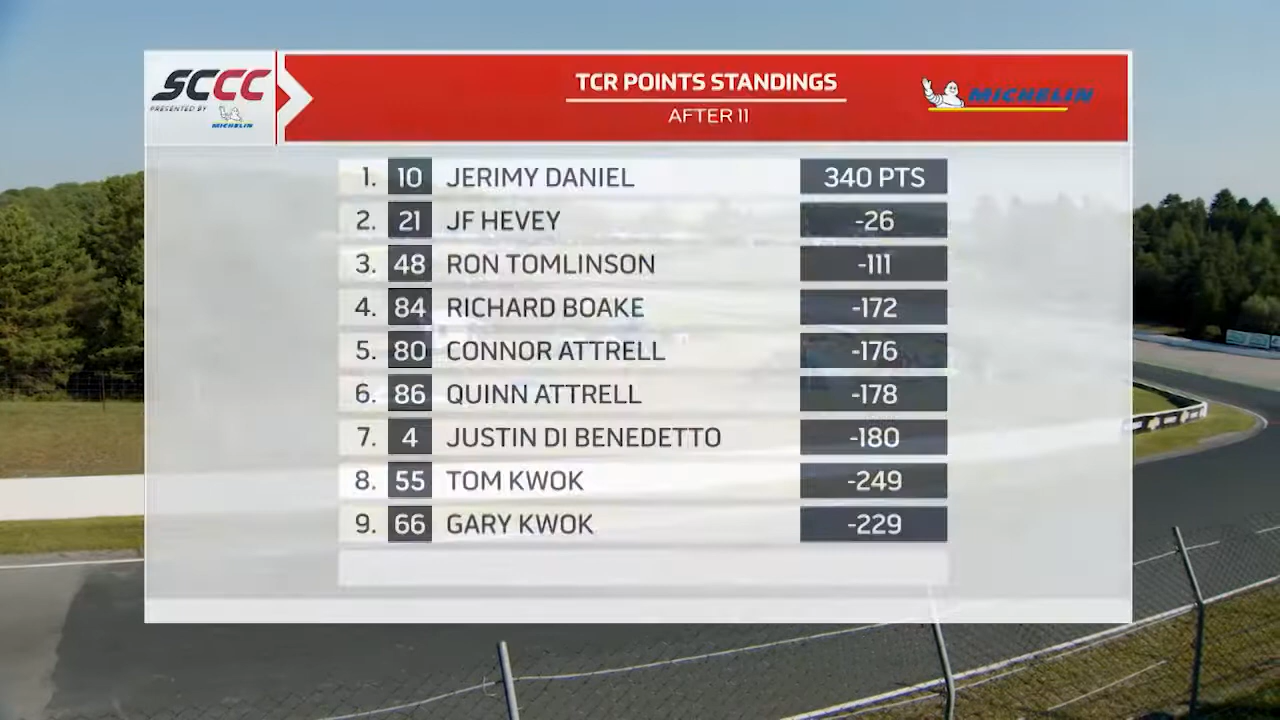 SCCC
PRESENTED BY
MICHELIN
TCR POINTS STANDINGS
AFTER 11
MICHELIN
1. 10 JERIMY DANIEL 340 PTS
2. 21 JF HEVEY -26
3. 48 RON TOMLINSON -111
4. 84 RICHARD BOAKE -172
5. 80 CONNOR ATTRELL -176
6. 86 QUINN ATTRELL -178
7. 4 JUSTIN DI BENEDETTO -180
8. 55 TOM KWOK -249
9. 66 GARY KWOK -229